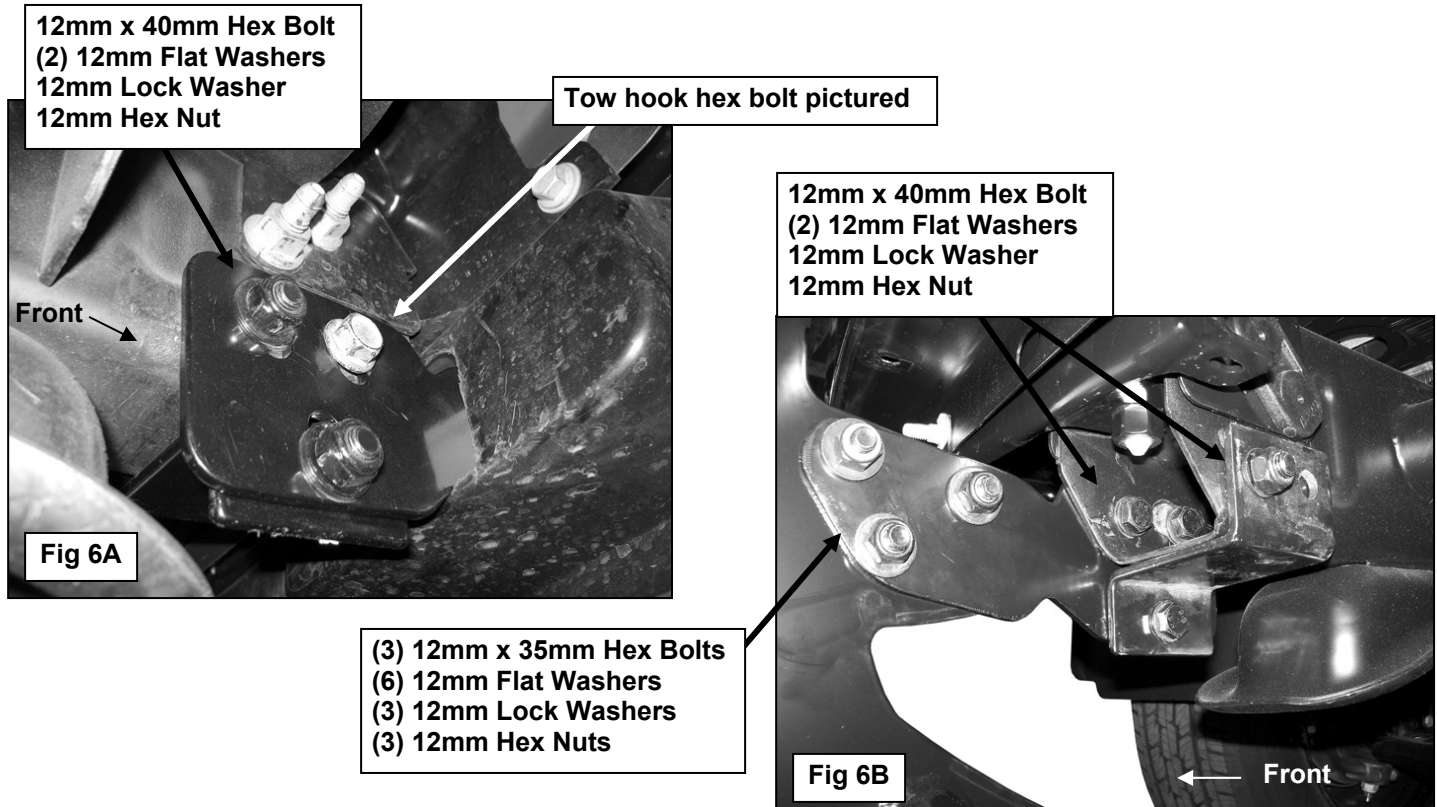 12mm x 40mm Hex Bolt
(2) 12mm Flat Washers
12mm Lock Washer
12mm Hex Nut
Tow hook hex bolt pictured
Front
Fig 6A
12mm x 40mm Hex Bolt
(2) 12mm Flat Washers
12mm Lock Washer
12mm Hex Nut
(3) 12mm x 35mm Hex Bolts
(6) 12mm Flat Washers
(3) 12mm Lock Washers
(3) 12mm Hex Nuts
Fig 6B
Front